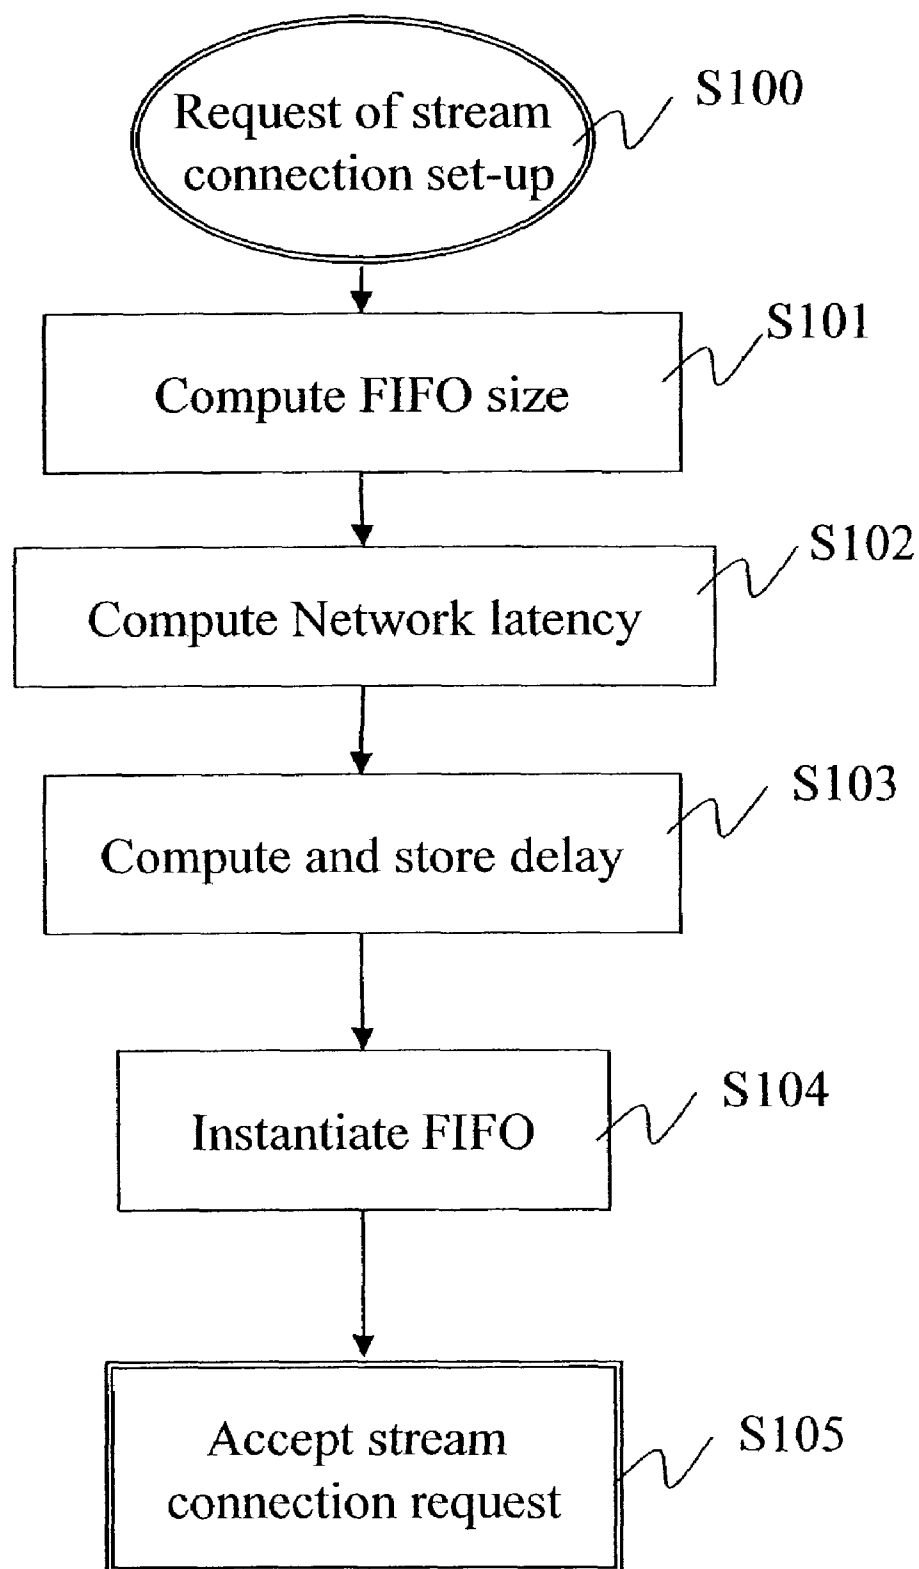 Request of stream
connection set-up
S100
Compute FIFO size
S101
Compute Network latency
S102
Compute and store delay
S103
Instantiate FIFO
S104
Accept stream
connection request
S105